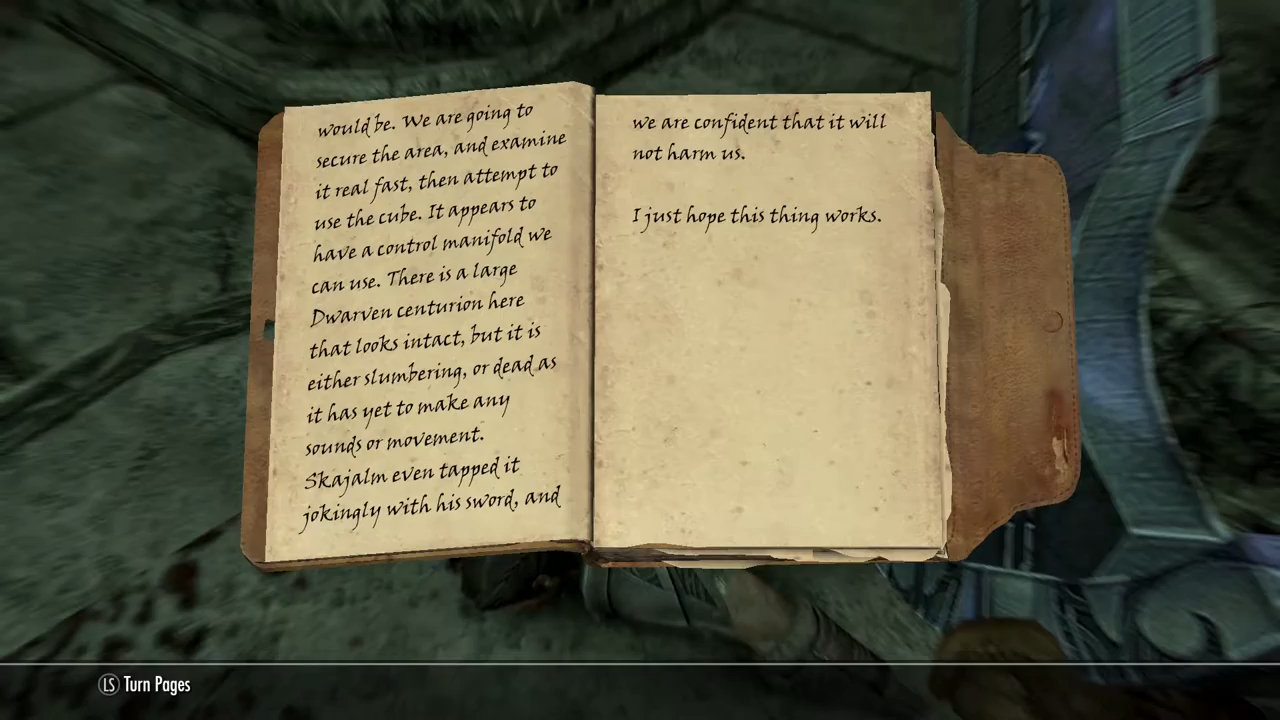 would be. We are going to
secure the area, and examine
it real fast, then attempt to
use the cube. It appears to
have a control manifold we
can use. There is a large
Dwarven centurion here
that looks intact, but it is
either slumbering, or dead as
it has yet to make any
sounds or movement.
Skajalm even tapped it
jokingly with his sword, and
we are confident that it will
not harm us.
I just hope this thing works.
LS Turn Pages